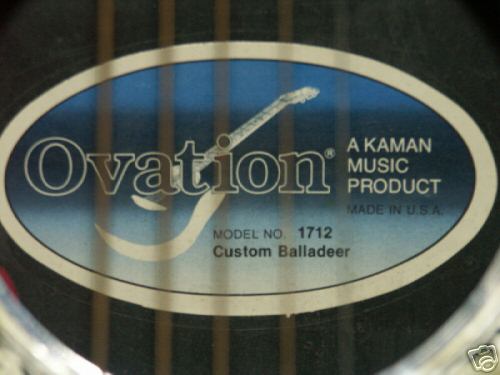 Ovation®
A KAMAN
MUSIC
PRODUCT
MADE IN U.S.A.
MODEL NO. 1712
Custom Balladeer